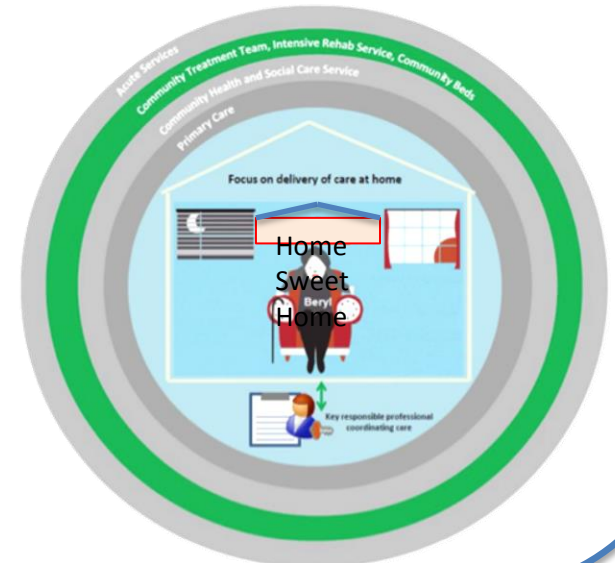 Acute Services
Community Treatment Team, Intensive Rehab Service, Community Beds
Community Health and Social Care Service
Primary Care
Focus on delivery of care at home
Home
Sweet
Home
Beryl
Key responsible professional
coordinating care